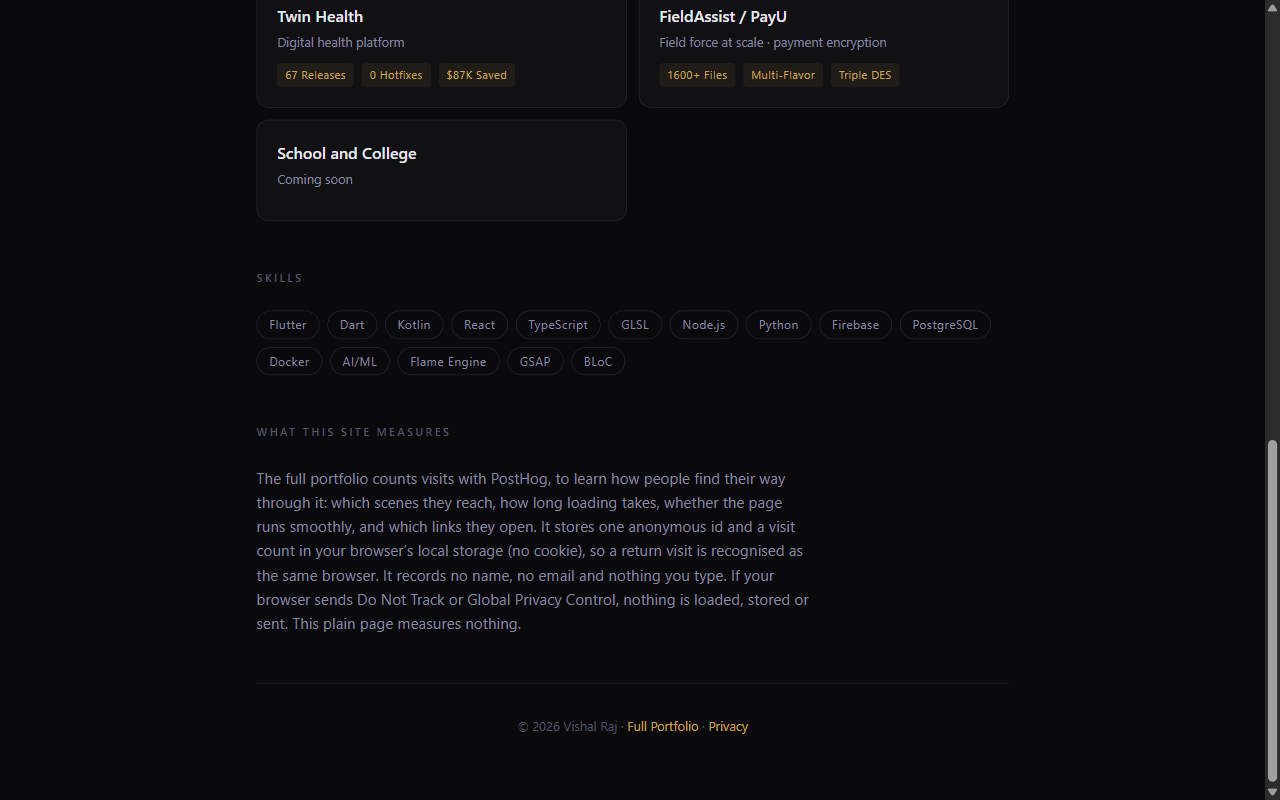 Twin Health
Digital health platform
67 Releases
0 Hotfixes
$87K Saved
FieldAssist / PayU
Field force at scale · payment encryption
1600+ Files
Multi-Flavor
Triple DES
School and College
Coming soon
SKILLS
Flutter
Dart
Kotlin
React
TypeScript
GLSL
Node.js
Python
Firebase
PostgreSQL
Docker
AI/ML
Flame Engine
GSAP
BLoC
WHAT THIS SITE MEASURES
The full portfolio counts visits with PostHog, to learn how people find their way
through it: which scenes they reach, how long loading takes, whether the page
runs smoothly, and which links they open. It stores one anonymous id and a visit
count in your browser’s local storage (no cookie), so a return visit is recognised as
the same browser. It records no name, no email and nothing you type. If your
browser sends Do Not Track or Global Privacy Control, nothing is loaded, stored or
sent. This plain page measures nothing.
© 2026 Vishal Raj · Full Portfolio · Privacy